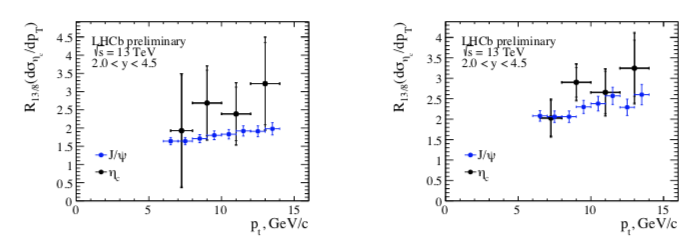 R13/8(dσηc/dpT)
4.5
4
3.5
3
2.5
2
1.5
1
0.5
0
LHCb preliminary
√s = 13 TeV
2.0 < y < 4.5
J/ψ
ηc
0 5 10 15
pt, GeV/c
R13/8(dσηc/dpT)
4
3.5
3
2.5
2
1.5
1
0.5
0
LHCb preliminary
√s = 13 TeV
2.0 < y < 4.5
J/ψ
ηc
0 5 10 15
pt, GeV/c